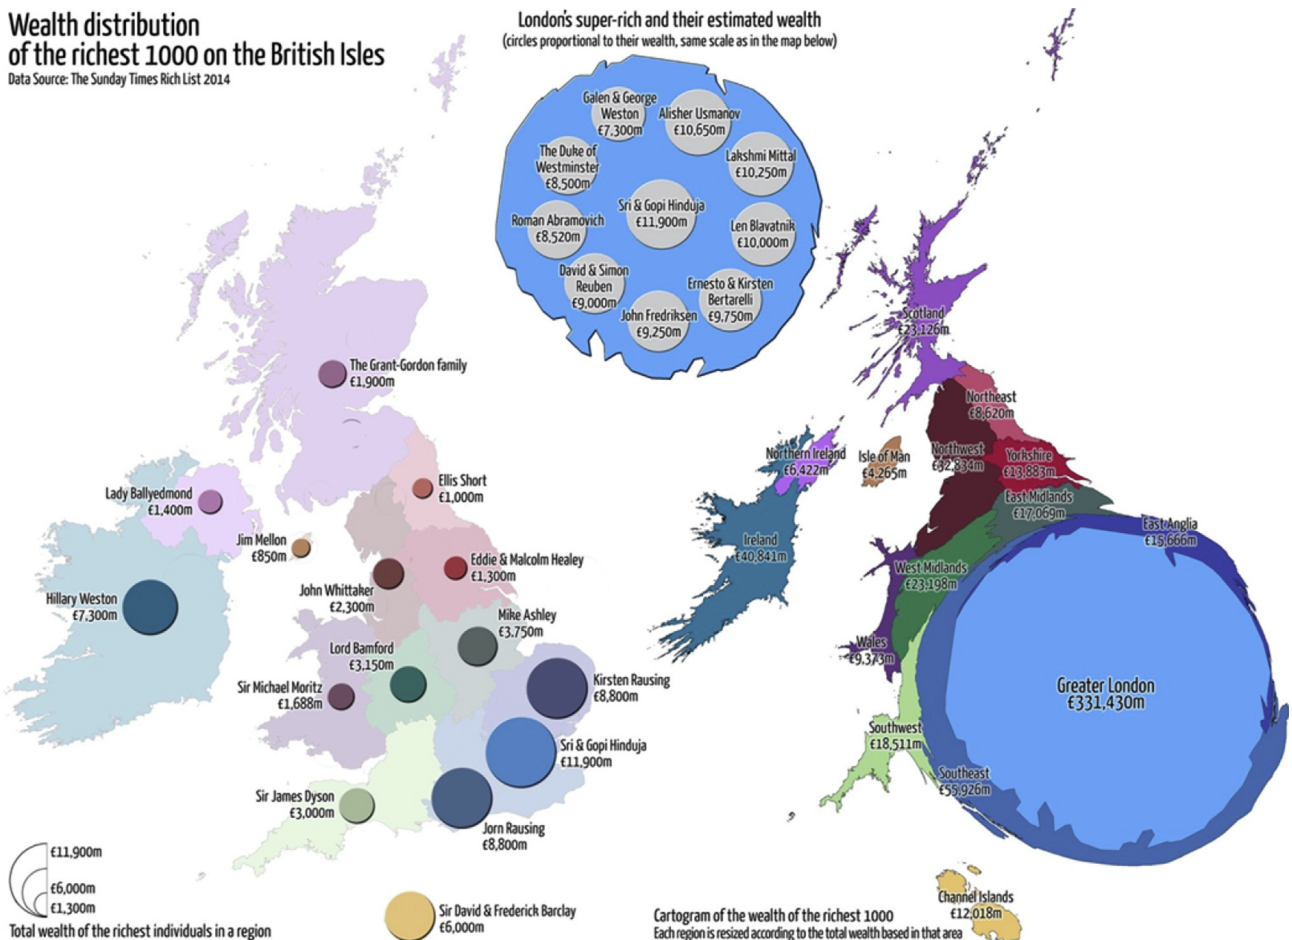 Wealth distribution
of the richest 1000 on the British Isles
Data Source: The Sunday Times Rich List 2014
London's super-rich and their estimated wealth
(circles proportional to their wealth, same scale as in the map below)
Galen & George
Weston
£7,300m
Alisher Usmanov
£10,650m
The Duke of
Westminster
£8,500m
Lakshmi Mittal
£10,250m
Sri & Gopi Hinduja
£11,900m
Roman Abramovich
£8,520m
Len Blavatnik
£10,000m
David & Simon
Reuben
£9,000m
Ernesto & Kirsten
Bertarelli
£9,750m
John Fredriksen
£9,250m
The Grant-Gordon family
£1,900m
Ellis Short
£1,000m
Lady Ballyedmond
£1,400m
Jim Mellon
£850m
Eddie & Malcolm Healey
£1,300m
John Whittaker
£2,300m
Hillary Weston
£7,300m
Mike Ashley
£3,750m
Lord Bamford
£3,150m
Sir Michael Moritz
£1,688m
Kirsten Rausing
£8,800m
Sri & Gopi Hinduja
£11,900m
Sir James Dyson
£3,000m
Jorn Rausing
£8,800m
Sir David & Frederick Barclay
£6,000m
£11,900m
£6,000m
£1,300m
Total wealth of the richest individuals in a region
Scotland
£23,126m
Northeast
£8,620m
Northern Ireland
£6,422m
Isle of Man
£4,265m
Northwest
£32,834m
Yorkshire
£13,883m
East Midlands
£17,069m
East Anglia
£15,666m
Ireland
£40,841m
West Midlands
£23,198m
Wales
£9,373m
Greater London
£331,430m
Southwest
£18,511m
Southeast
£55,926m
Channel Islands
£12,018m
Cartogram of the wealth of the richest 1000
Each region is resized according to the total wealth based in that area